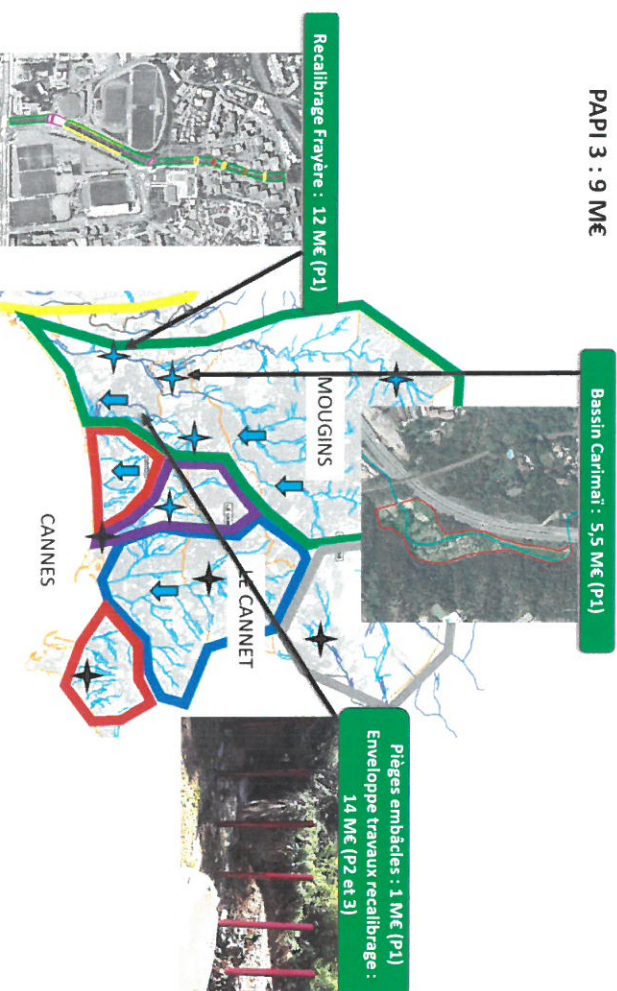 PAPI 3 : 9 M€
Bassin Carimaï : 5,5 M€ (P1)
Recalibrage Frayère : 12 M€ (P1)
MOUGINS
LE CANNET
CANNES
Pièges embâcles : 1 M€ (P1)
Enveloppe travaux recalibrage :
14 M€ (P2 et 3)